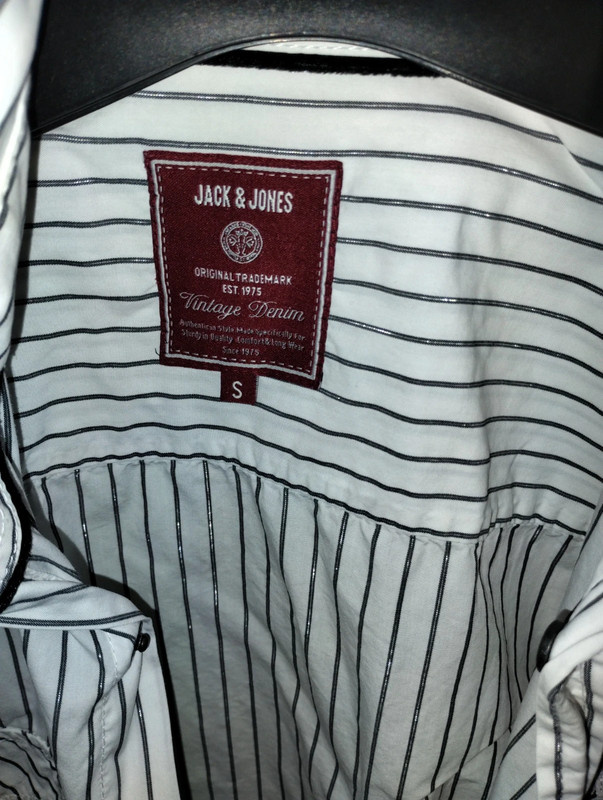 JACK & JONES
ORIGINAL TRADEMARK
EST. 1975
Vintage Denim
Authentic in Style Made Specifically For
Sturdy in Quality Comfort & Long Wear
Since 1975
S